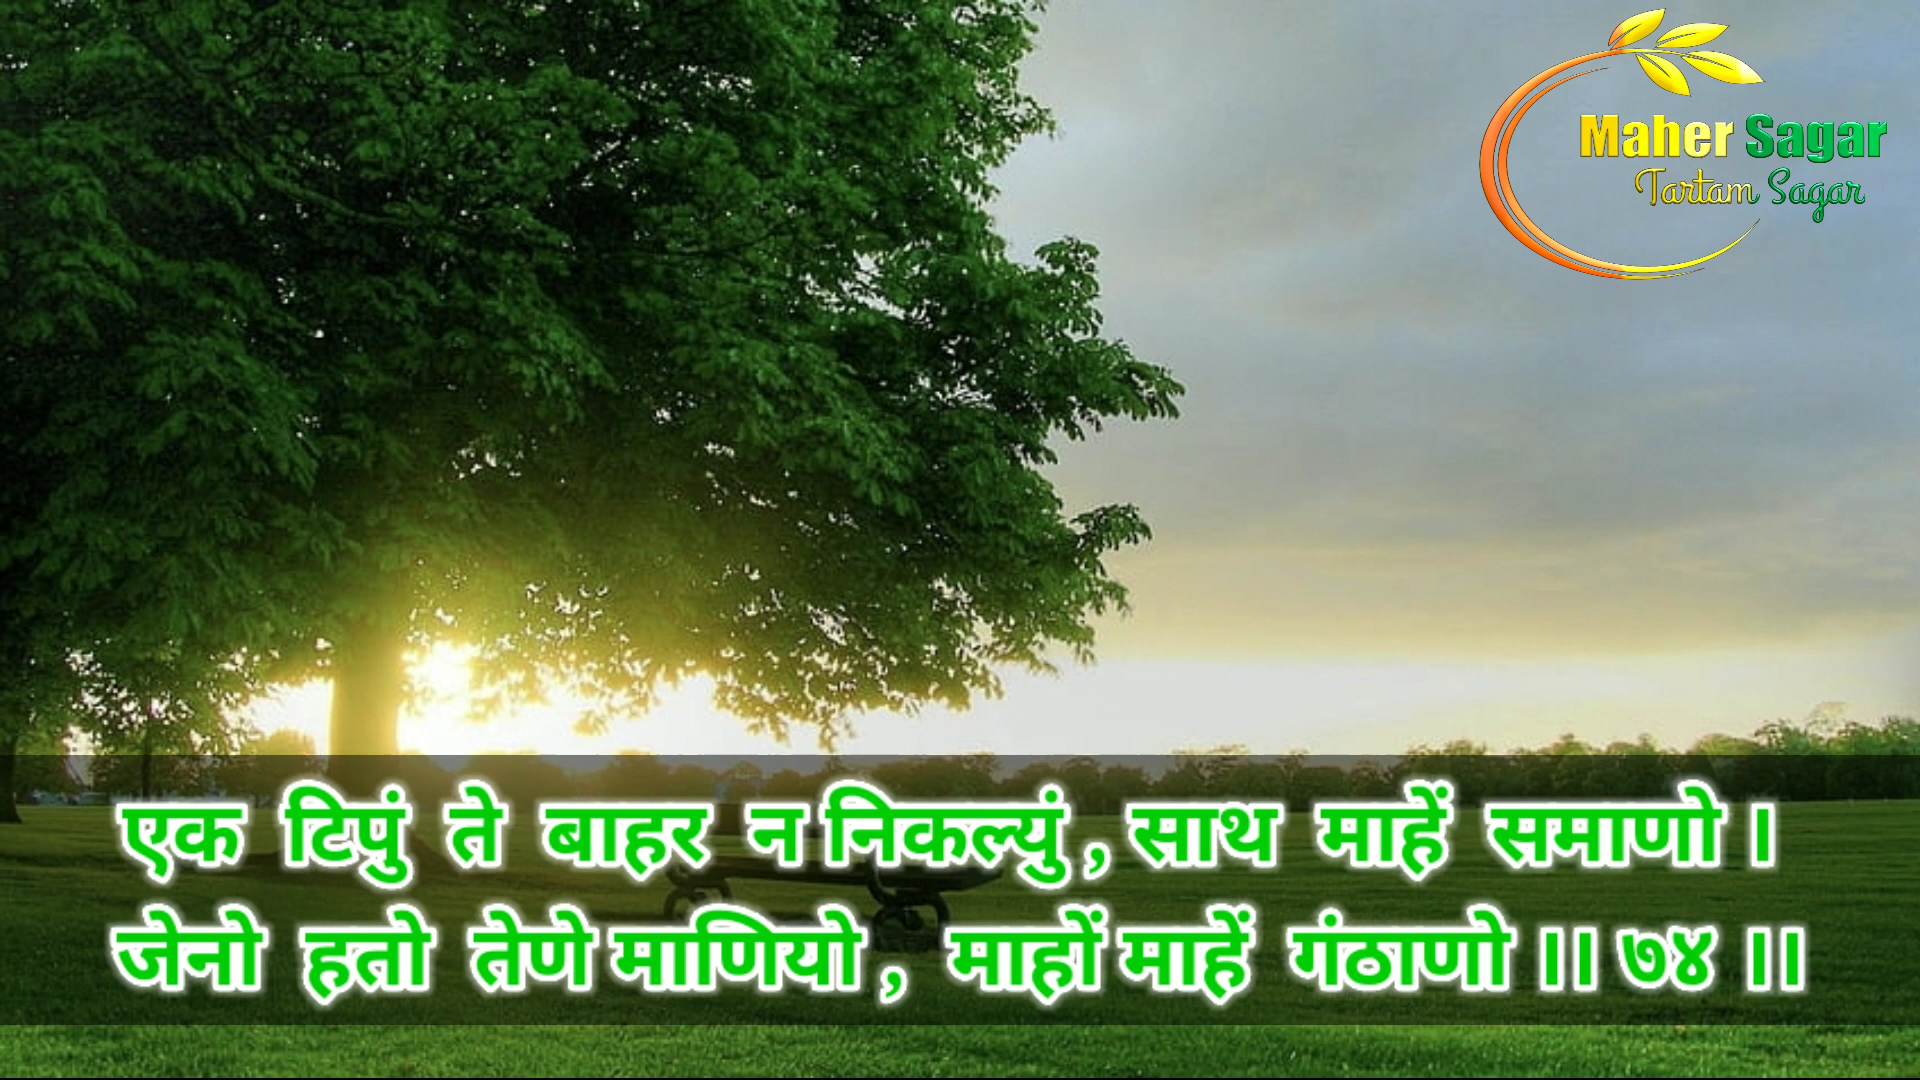 Maher Sagar
Tartam Sagar
एक टिपुं ते बाहर न निकल्युं , साथ माहें समाणो ।
जेनो हतो तेणे माणियो , माहों माहें गंठाणो ।। ७४ ।।